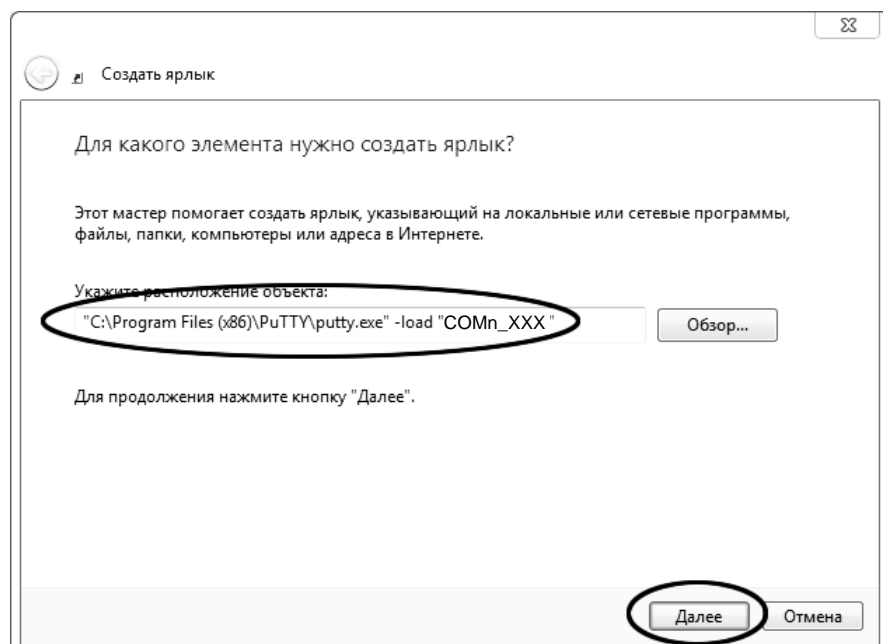 Создать ярлык
Для какого элемента нужно создать ярлык?
Этот мастер помогает создать ярлык, указывающий на локальные или сетевые программы,
файлы, папки, компьютеры или адреса в Интернете.
Укажите расположение объекта:
"C:\Program Files (x86)\PuTTY\putty.exe" -load "COMn_XXX "
Обзор...
Для продолжения нажмите кнопку "Далее".
Далее
Отмена